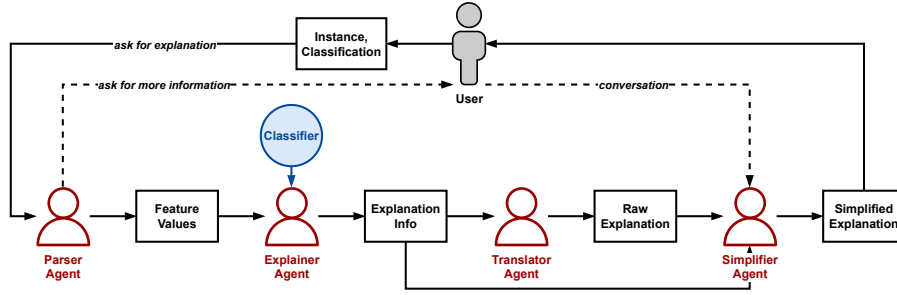 Instance,
Classification
ask for explanation
ask for more information
User
conversation
Classifier
Feature
Values
Explanation
Info
Raw
Explanation
Simplified
Explanation
Parser
Agent
Explainer
Agent
Translator
Agent
Simplifier
Agent